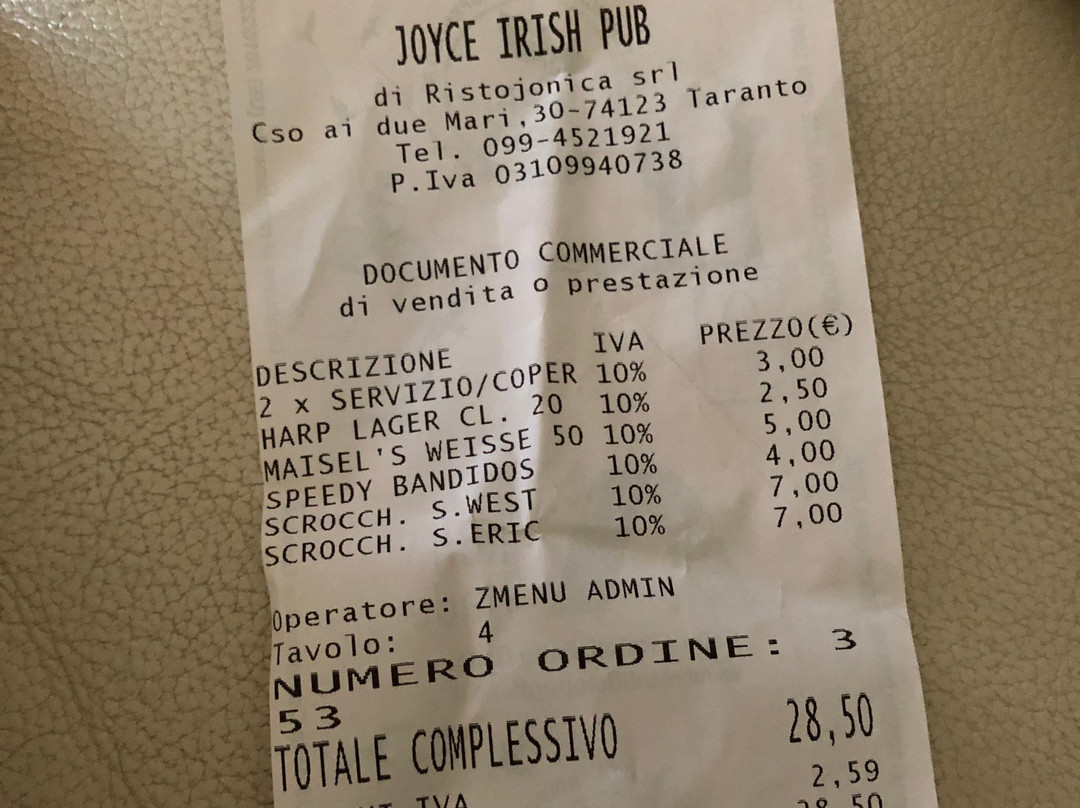 JOYCE IRISH PUB
di Ristojonica srl
Cso ai due Mari,30-74123 Taranto
Tel. 099-4521921
P.Iva 03109940738
DOCUMENTO COMMERCIALE
di vendita o prestazione
DESCRIZIONE IVA PREZZO(€)
2 x SERVIZIO/COPER 10% 3,00
HARP LAGER CL. 20 10% 2,50
MAISEL'S WEISSE 50 10% 5,00
SPEEDY BANDIDOS 10% 4,00
SCROCCH. S.WEST 10% 7,00
SCROCCH. S.ERIC 10% 7,00
Operatore: ZMENU ADMIN
Tavolo: 4
NUMERO ORDINE: 3
53
TOTALE COMPLESSIVO 28,50
IVA 2,59
28,50